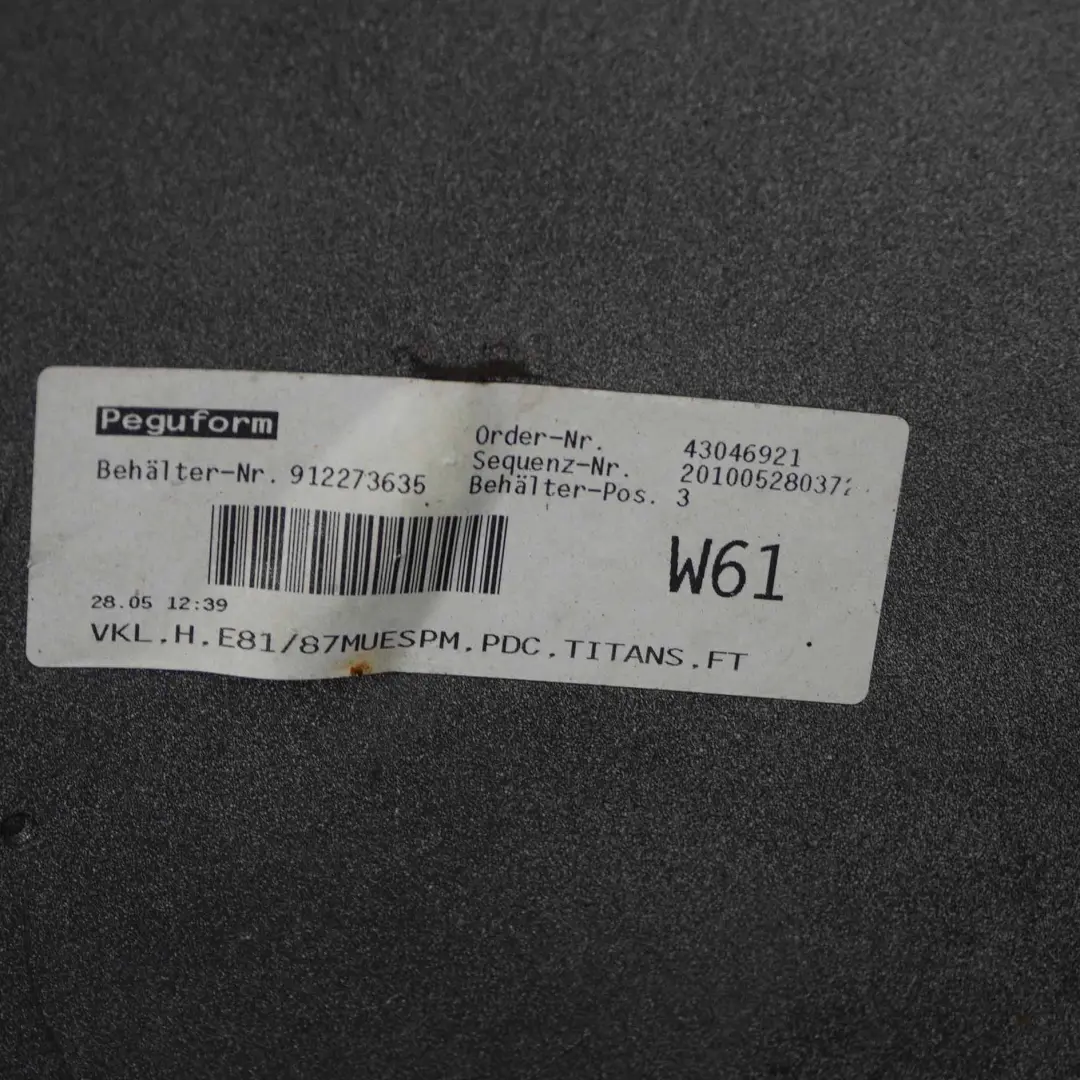 Peguform
Behälter-Nr. 912273635
Order-Nr. 43046921
Sequenz-Nr.
Behälter-Pos. 3
W61
28.05 12:39
VKL.H.E81/87MUESPM.PDC.TITANS.FT